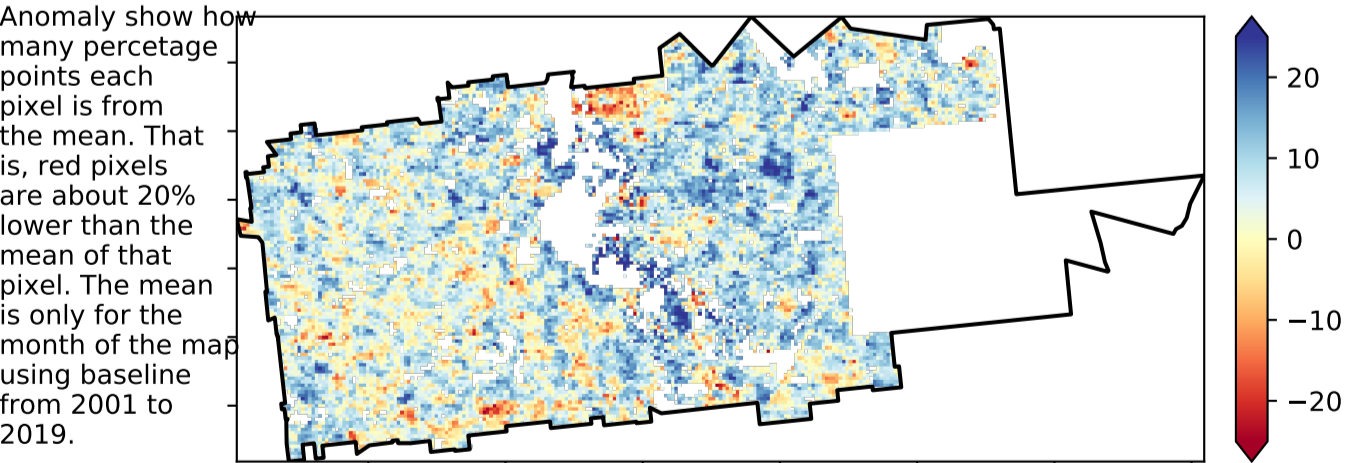 Anomaly show how
many percetage
points each
pixel is from
the mean. That
is, red pixels
are about 20%
lower than the
mean of that
pixel. The mean
is only for the
month of the map
using baseline
from 2001 to
2019.
20
10
0
−10
−20